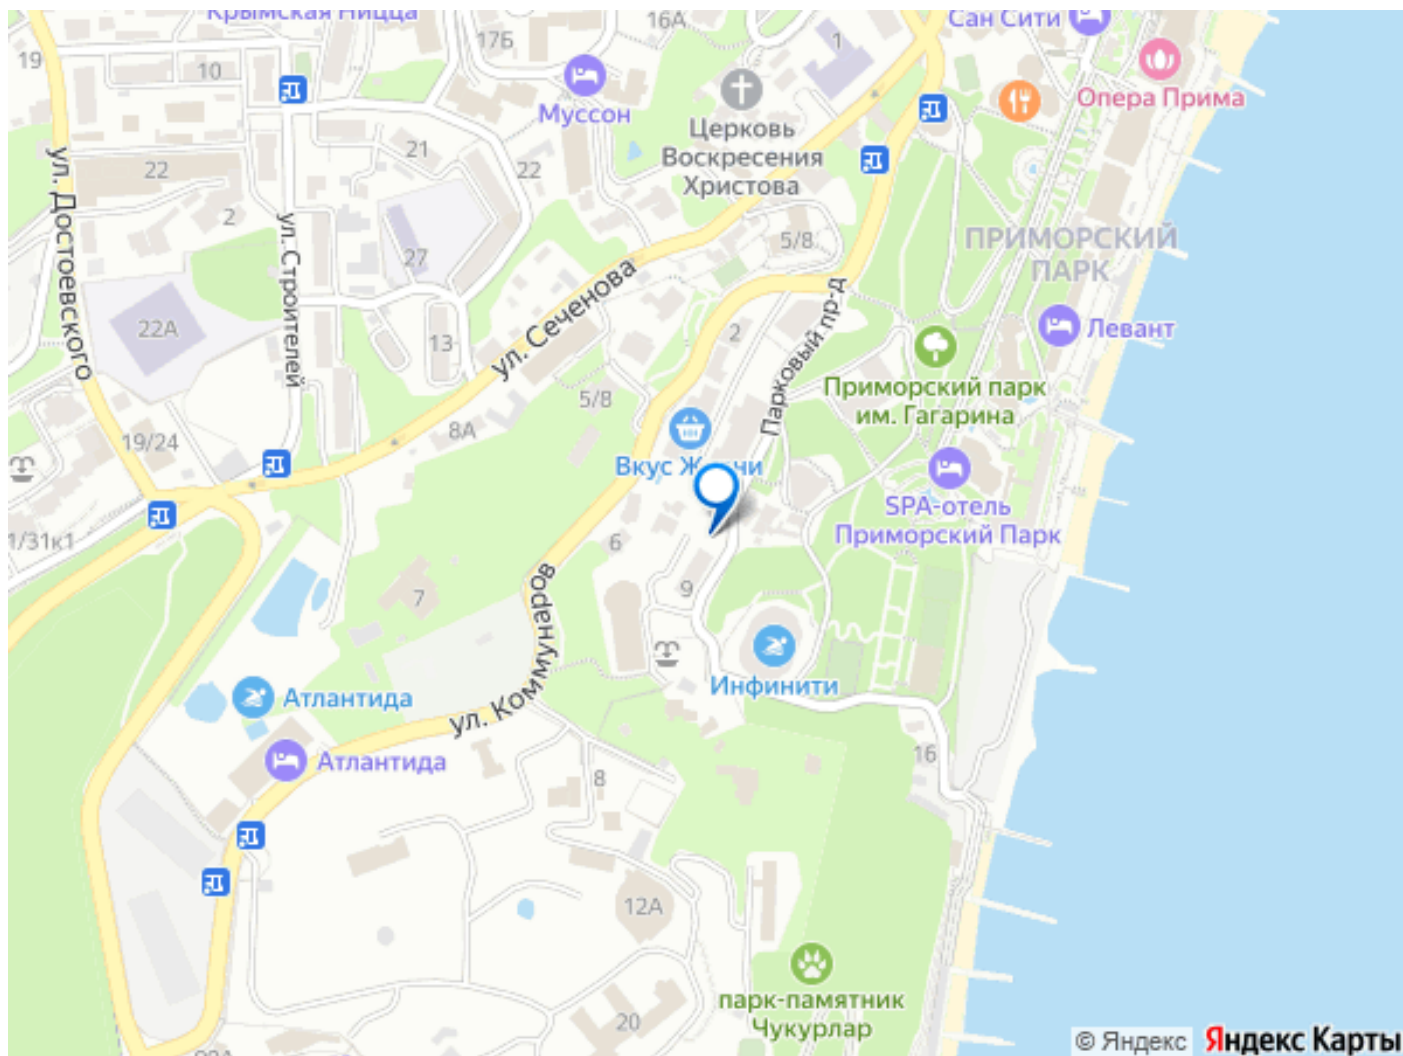 Крымская Ницца
16А
Сан Сити
19
17Б
1
10
Муссон
Опера Прима
Церковь
Воскресения
Христова
21
22
22
ул. Достоевского
2
ул. Строителей
27
5/8
ПРИМОРСКИЙ
ПАРК
ул. Сеченова
22А
13
2
Парковый пр-д
Левант
Приморский парк
им. Гагарина
5/8
8А
19/24
Вкус
SPA-отель
Приморский Парк
1/31к1
6
7
9
ул. Коммунаров
Инфинити
Атлантида
Атлантида
16
8
12А
парк-памятник
Чукурлар
20
© Яндекс Яндекс Карты